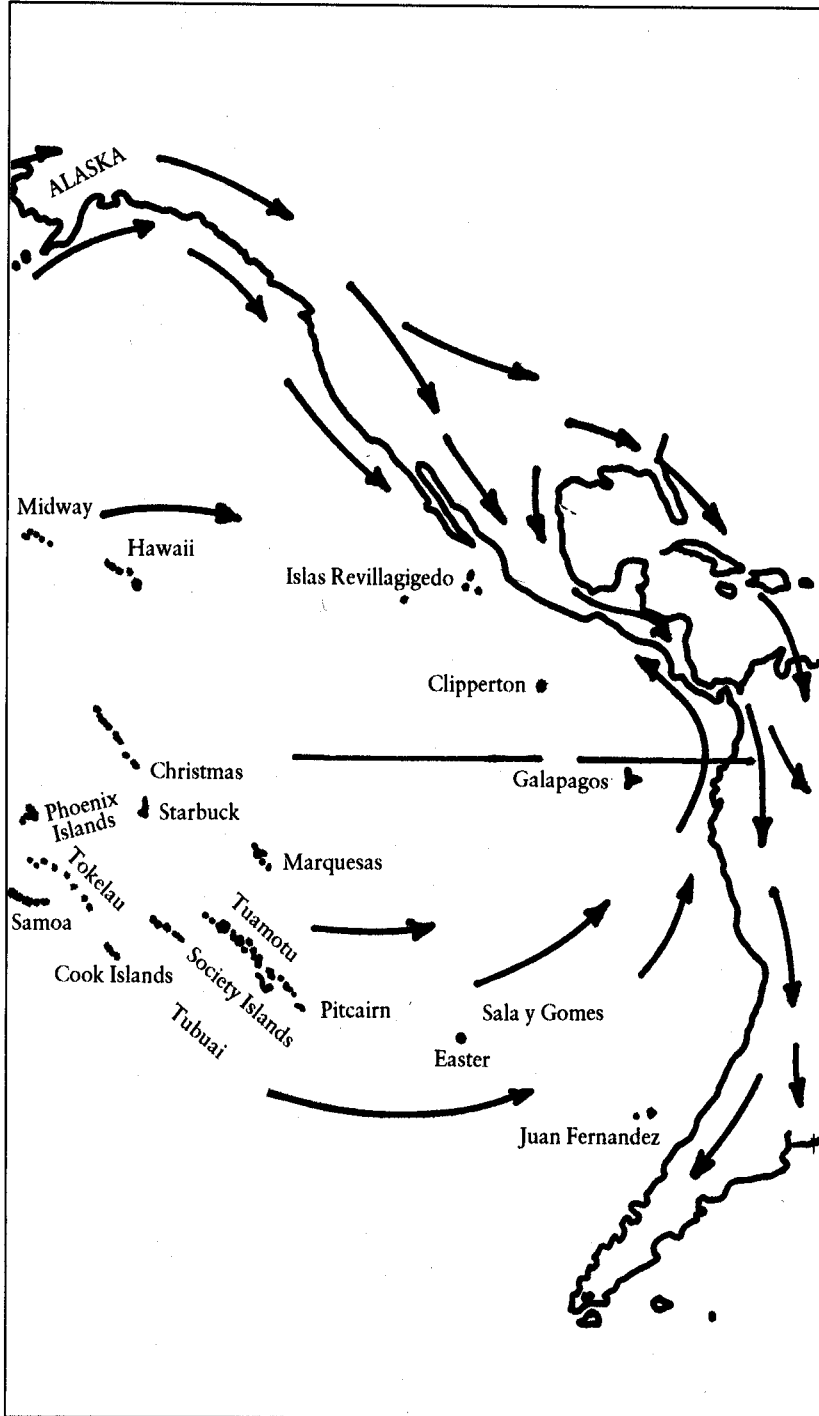 ALASKA
Midway
Hawaii
Islas Revillagigedo
Clipperton
Christmas
Galapagos
Phoenix
Islands
Starbuck
Marquesas
Tokelau
Samoa
Tuamotu
Cook Islands
Society Islands
Pitcairn
Sala y Gomes
Tubuai
Easter
Juan Fernandez